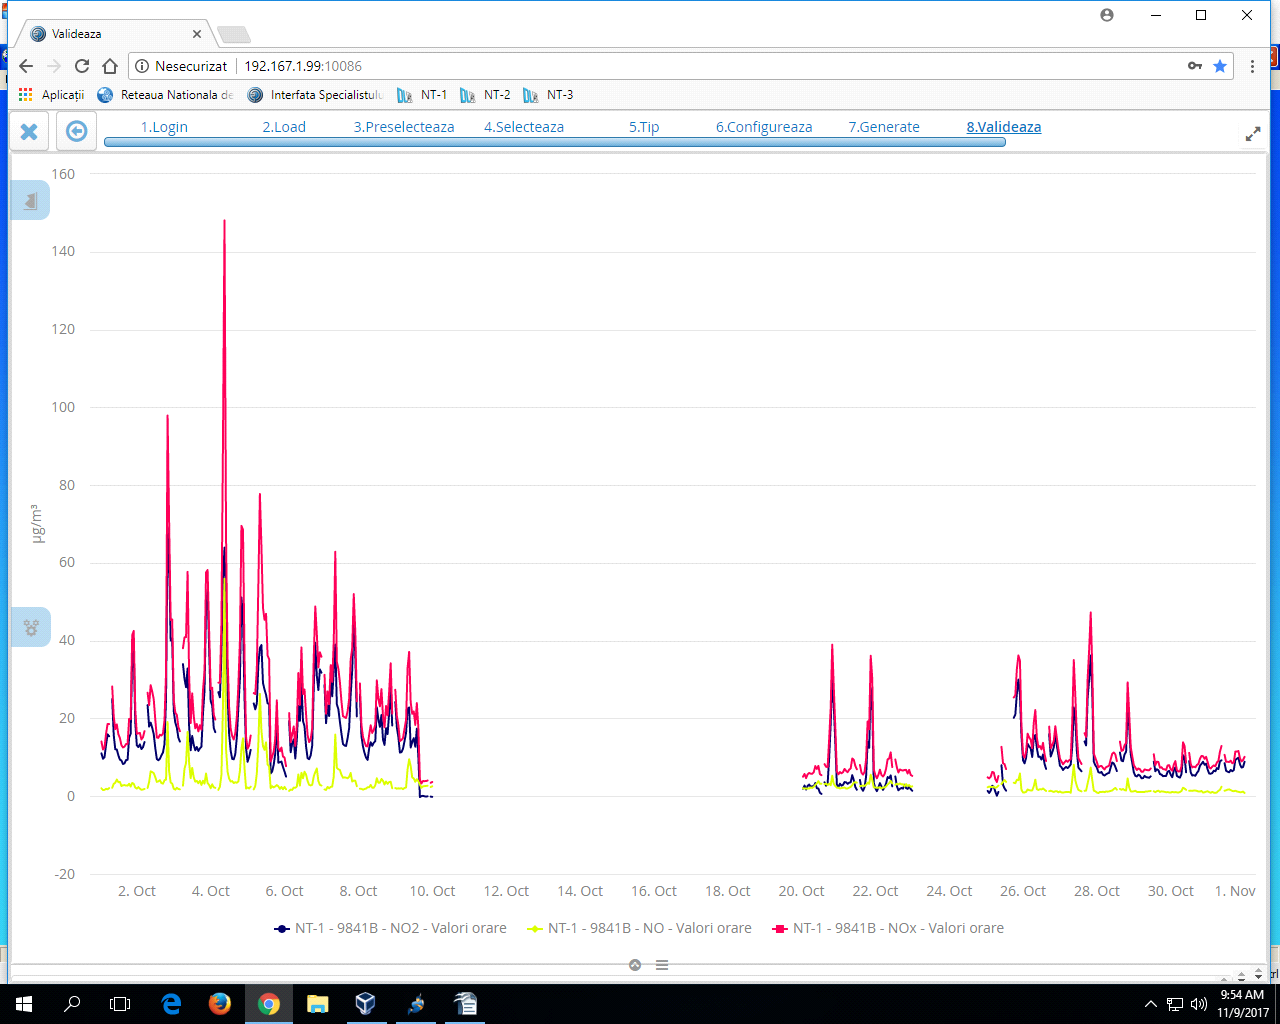 Valideaza
Nesecurizat 192.167.1.99:10086
Aplicații Reteaua Nationala de Interfata Specialistulu NT-1 NT-2 NT-3
1.Login 2.Load 3.Preselecteaza 4.Selecteaza 5.Tip 6.Configureaza 7.Generate 8.Valideaza
160
140
120
100
80
60
40
20
0
-20
µg/m³
2. Oct 4. Oct 6. Oct 8. Oct 10. Oct 12. Oct 14. Oct 16. Oct 18. Oct 20. Oct 22. Oct 24. Oct 26. Oct 28. Oct 30. Oct 1. Nov
NT-1 - 9841B - NO2 - Valori orare NT-1 - 9841B - NO - Valori orare NT-1 - 9841B - NOx - Valori orare
trl
9:54 AM
11/9/2017